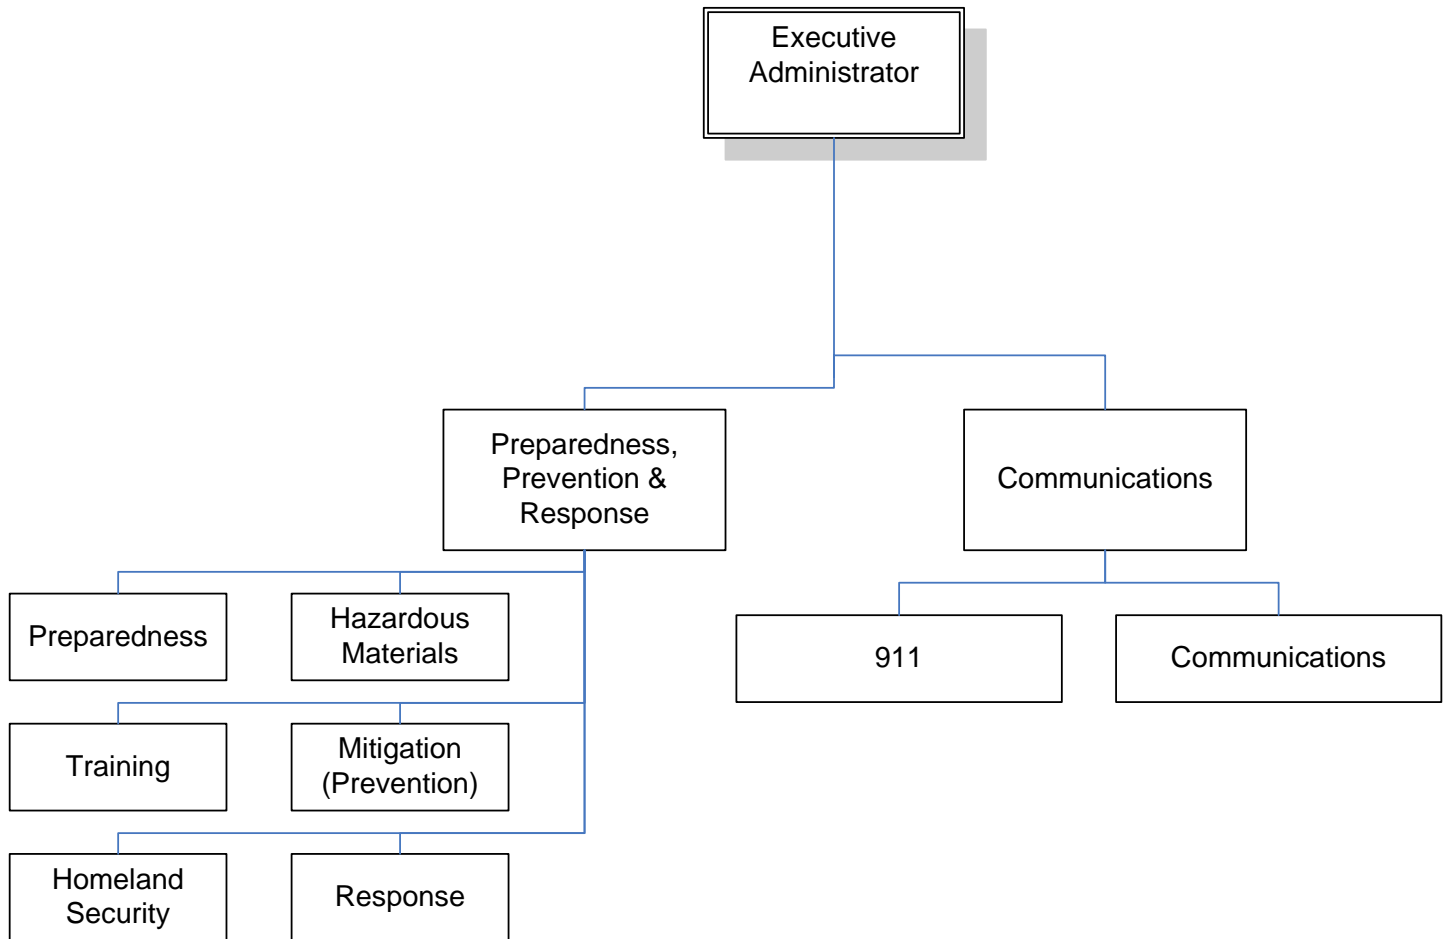 Executive
Administrator
Preparedness,
Prevention &
Response
Communications
Preparedness
Hazardous
Materials
911
Communications
Training
Mitigation
(Prevention)
Homeland
Security
Response